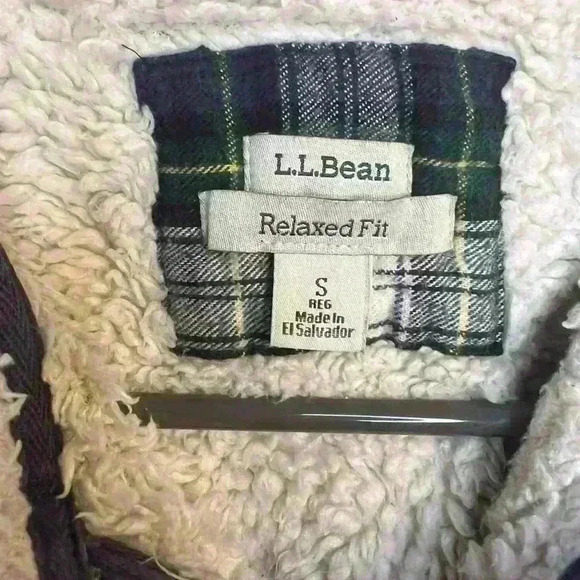 L.L.Bean
Relaxed Fit
S
REG
Made In
El Salvador